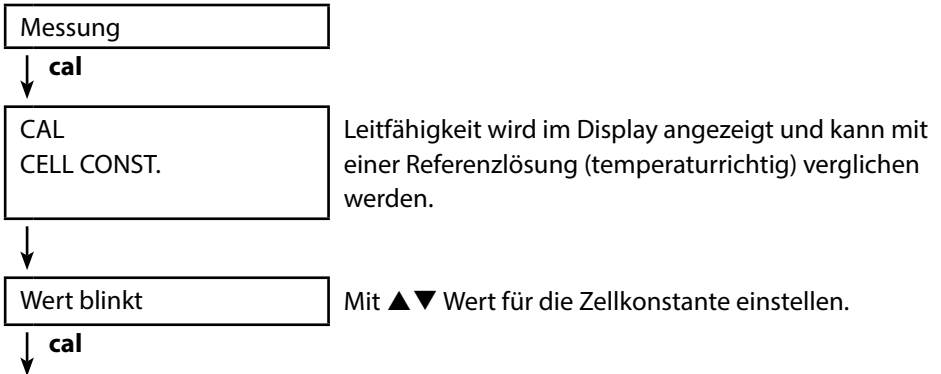 Messung
cal
CAL
CELL CONST.
Leitfähigkeit wird im Display angezeigt und kann mit
einer Referenzlösung (temperaturrichtig) verglichen
werden.
Wert blinkt
Mit ▲▼ Wert für die Zellkonstante einstellen.
cal